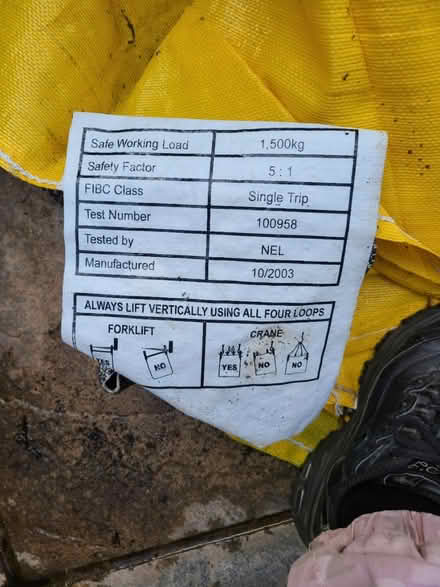 Safe Working Load 1,500kg
Safety Factor 5 : 1
FIBC Class Single Trip
Test Number 100958
Tested by NEL
Manufactured 10/2003
ALWAYS LIFT VERTICALLY USING ALL FOUR LOOPS
FORKLIFT CRANE
YES NO YES NO NO